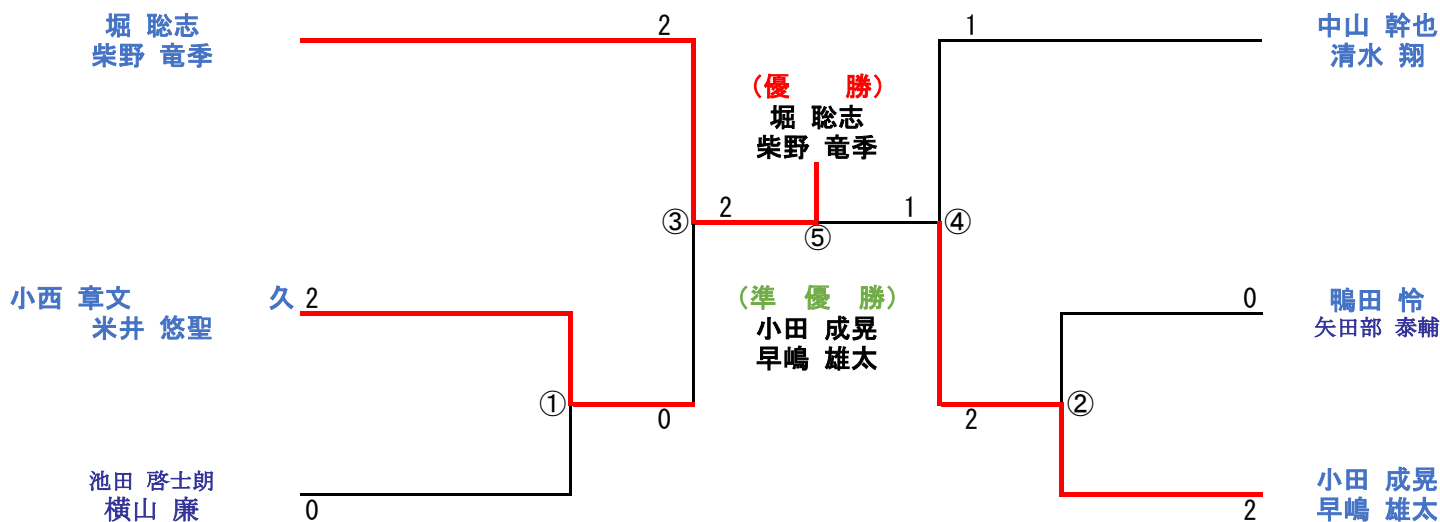 堀 聡志
柴野 竜季
2
1
中山 幹也
清水 翔
（優　　勝）
堀 聡志
柴野 竜季
③
2
⑤
1
④
小西 章文　　　　　久
米井 悠聖
2
（準　優　勝）
小田 成晃
早嶋 雄太
0
鴨田 怜
矢田部 泰輔
①
0
2
②
池田 啓士朗
横山 廉
0
2
小田 成晃
早嶋 雄太